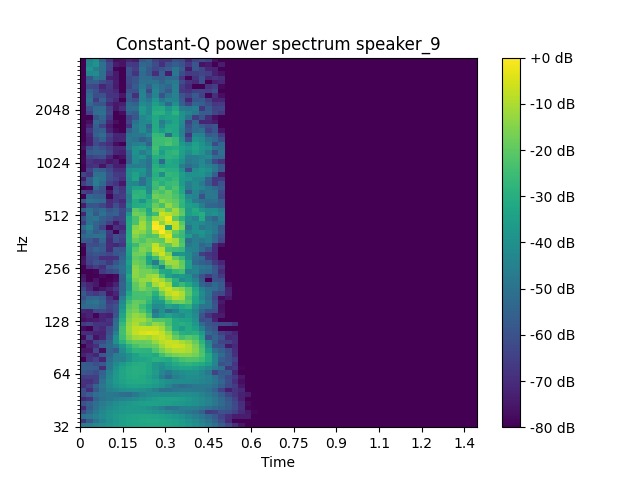 Constant-Q power spectrum speaker_9
+0 dB
-10 dB
-20 dB
-30 dB
-40 dB
-50 dB
-60 dB
-70 dB
-80 dB
Hz
2048
1024
512
256
128
64
32
0 0.15 0.3 0.45 0.6 0.75 0.9 1.1 1.2 1.4
Time